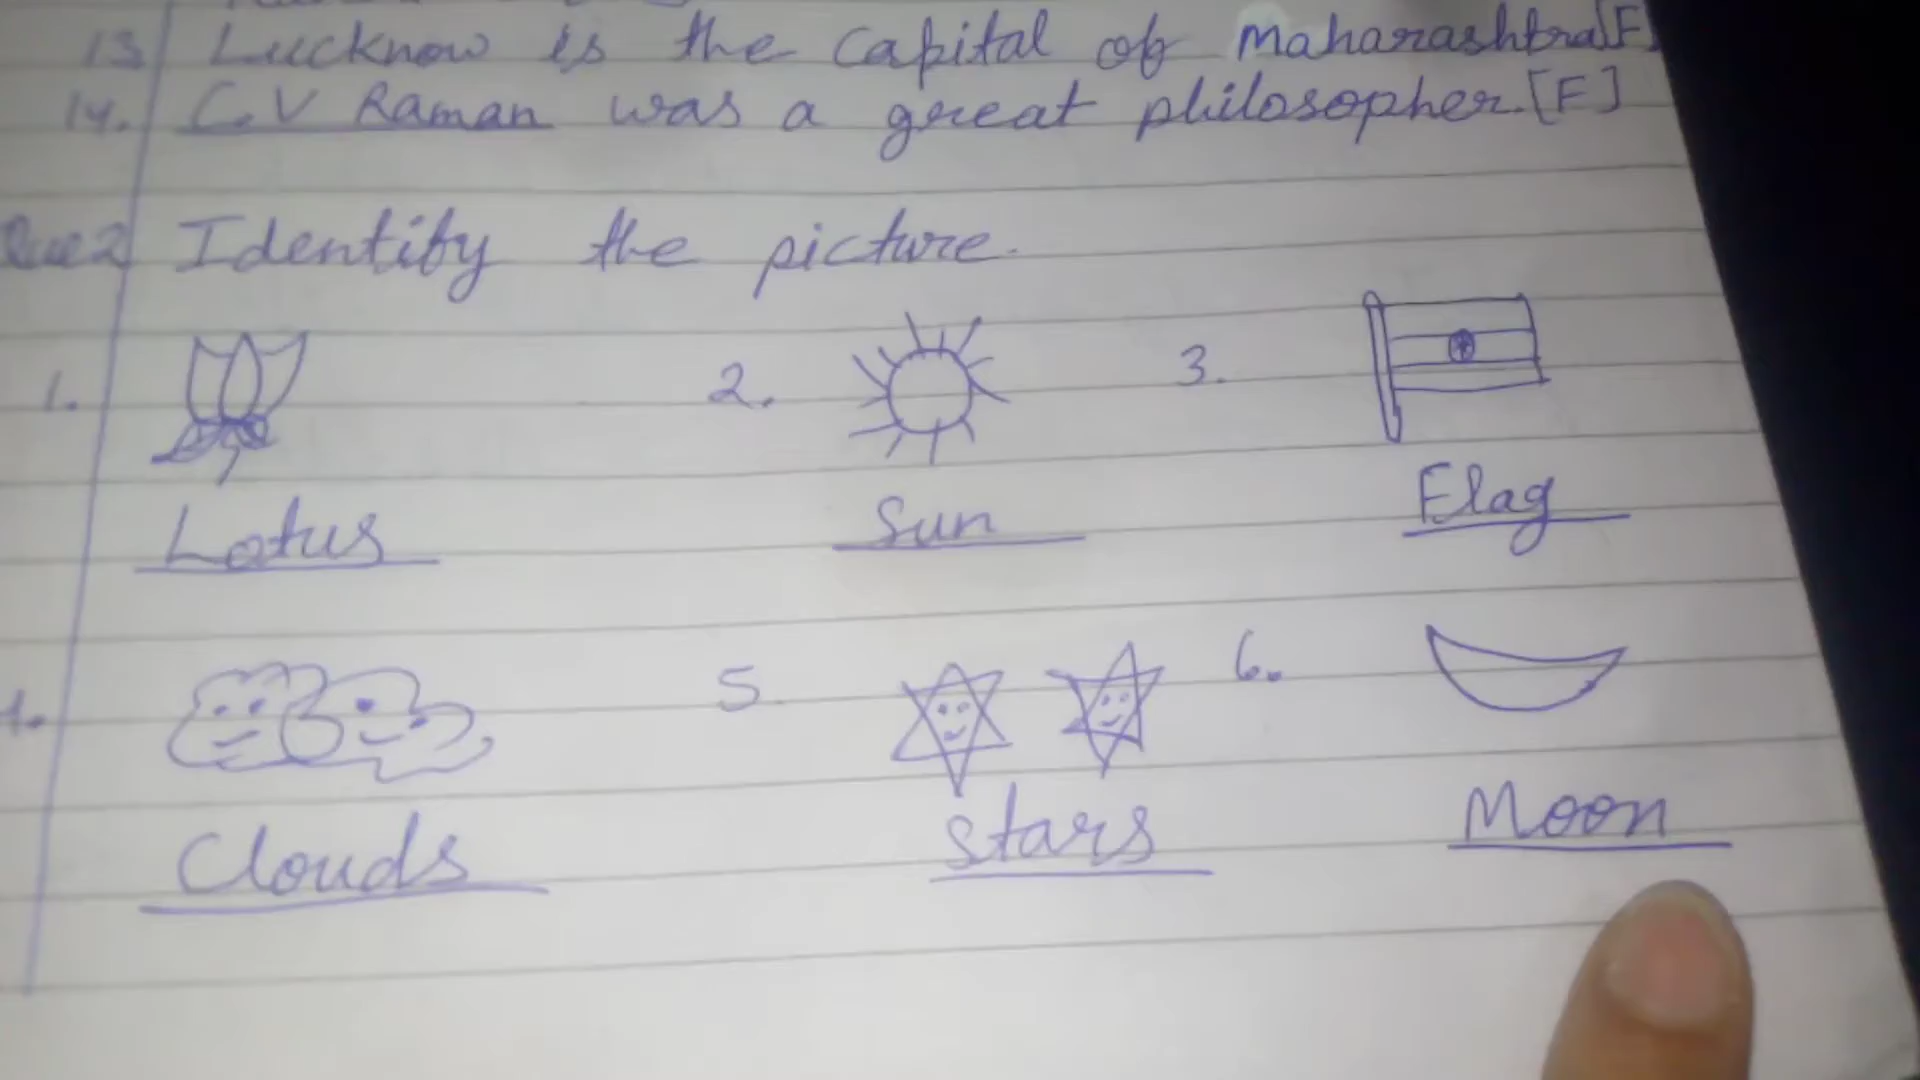 13 Lucknow is the Capital of Maharashtra[F]
14. C.V Raman was a great philosopher.[F]
Que2 Identify the picture.
1. 2. 3.
Lotus Sun Flag
4. 5. 6.
Clouds stars Moon